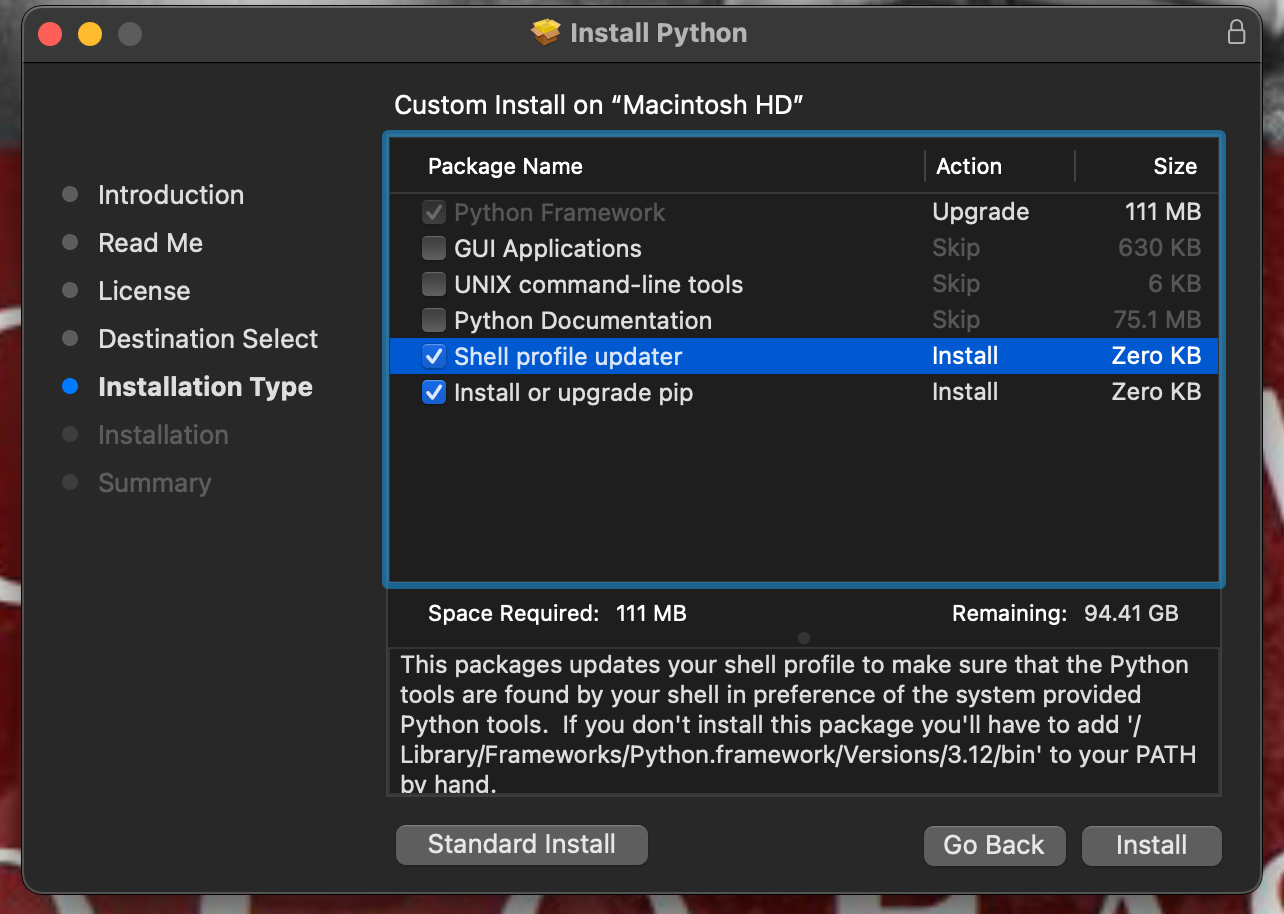 Install Python
Custom Install on “Macintosh HD”
Introduction
Read Me
License
Destination Select
Installation Type
Installation
Summary
Package Name Action Size
Python Framework Upgrade 111 MB
GUI Applications Skip 630 KB
UNIX command-line tools Skip 6 KB
Python Documentation Skip 75.1 MB
Shell profile updater Install Zero KB
Install or upgrade pip Install Zero KB
Space Required: 111 MB Remaining: 94.41 GB
This packages updates your shell profile to make sure that the Python
tools are found by your shell in preference of the system provided
Python tools.  If you don't install this package you'll have to add '/
Library/Frameworks/Python.framework/Versions/3.12/bin' to your PATH
by hand.
Standard Install Go Back Install